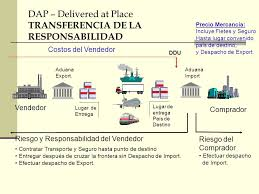 DAP – Delivered at Place
TRANSFERENCIA DE LA
RESPONSABILIDAD
Precio Mercancía:
Incluye Fletes y Seguro
Hasta lugar convenido
país de destino,
y Despacho de Export.
Costos del Vendedor
DDU
Aduana
Export.
Aduana
Import
Vendedor
Lugar de
Entrega
Lugar de
entrega
País de
Destino
Comprador
Riesgo y Responsabilidad del Vendedor
• Contratar Transporte y Seguro hasta punto de destino
• Entregar después de cruzar la frontera sin Despacho de Import.
• Efectuar despacho de Export.
Riesgo del
Comprador
• Efectuar despacho
de Import.